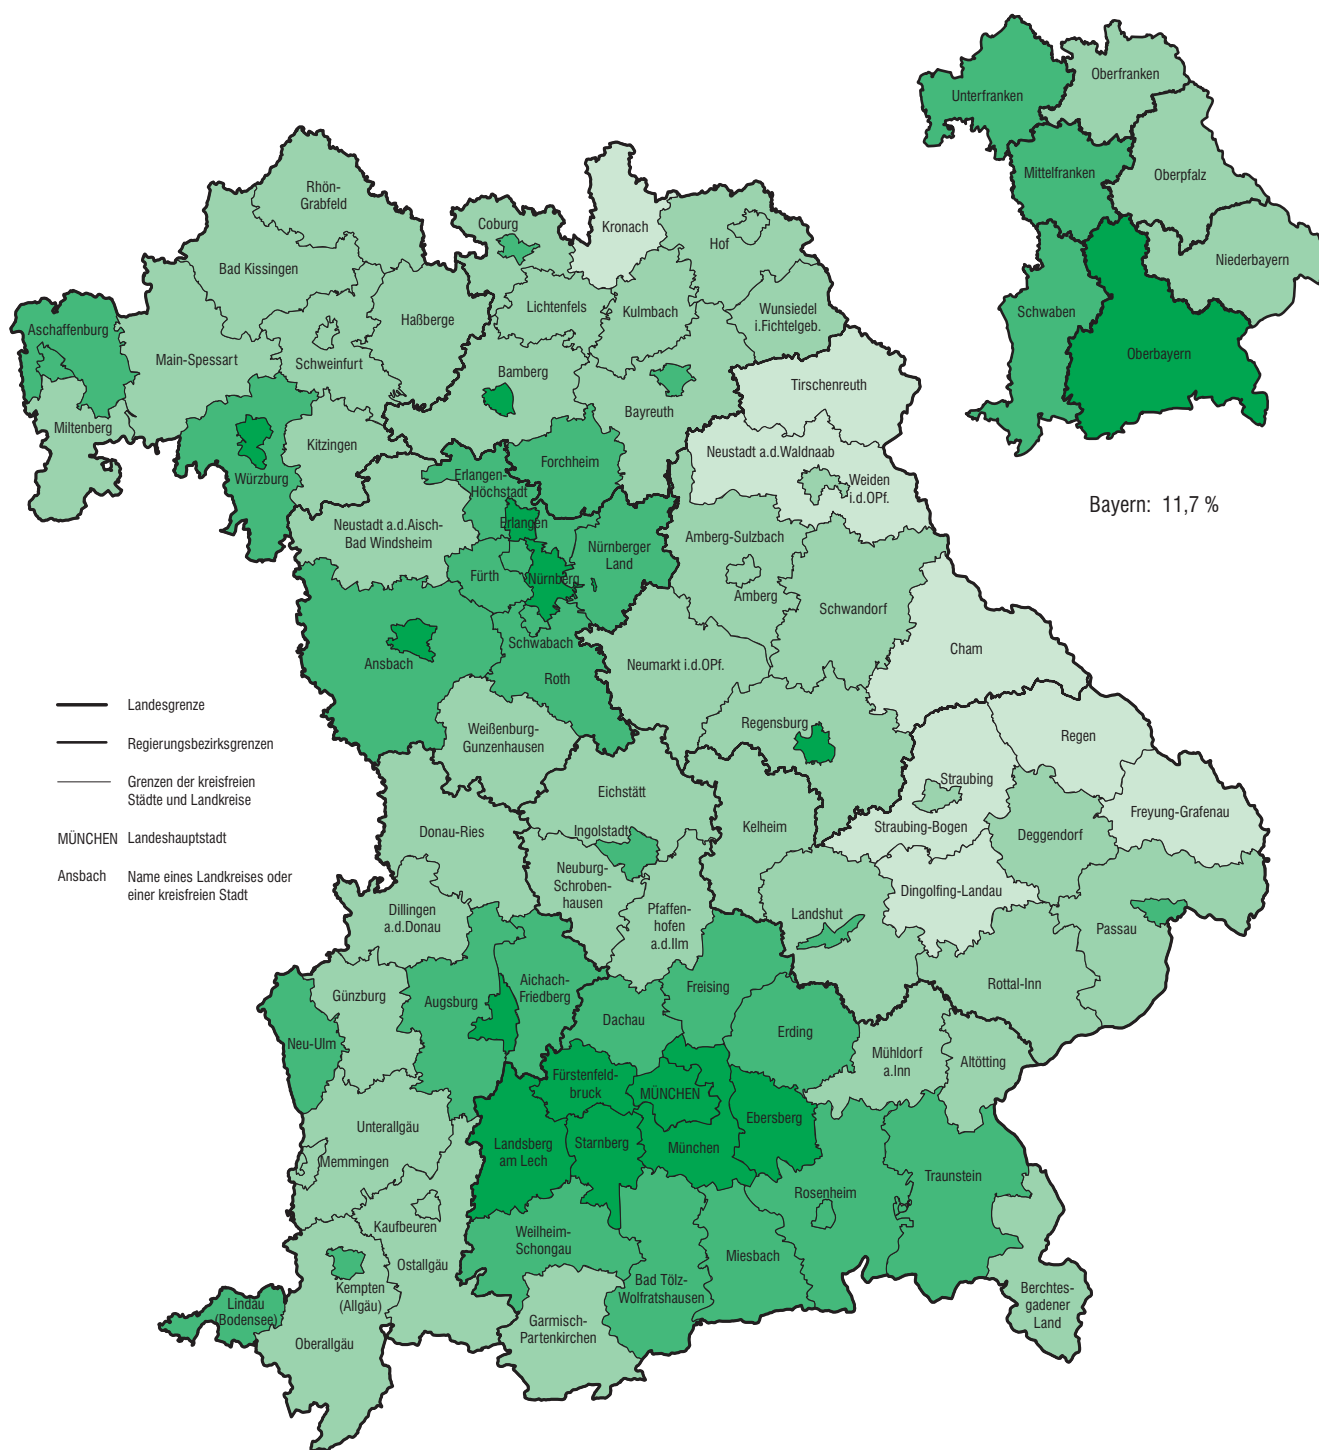 Unterfranken
Oberfranken
Mittelfranken
Oberpfalz
Niederbayern
Schwaben
Oberbayern
Bayern: 11,7 %
Rhön-
Grabfeld
Coburg
Kronach
Hof
Bad Kissingen
Lichtenfels
Kulmbach
Wunsiedel
i.Fichtelgeb.
Haßberge
Aschaffenburg
Main-Spessart
Schweinfurt
Bamberg
Bayreuth
Tirschenreuth
Miltenberg
Kitzingen
Würzburg
Forchheim
Erlangen-
Höchstadt
Neustadt a.d.Waldnaab
Weiden
i.d.OPf.
Neustadt a.d.Aisch-
Bad Windsheim
Erlangen
Nürnberger
Land
Amberg-Sulzbach
Amberg
Fürth
Nürnberg
Schwandorf
Ansbach
Schwabach
Roth
Neumarkt i.d.OPf.
Cham
Weißenburg-
Gunzenhausen
Regensburg
Regen
Landesgrenze
Regierungsbezirksgrenzen
Grenzen der kreisfreien
Städte und Landkreise
MÜNCHEN Landeshauptstadt
Ansbach Name eines Landkreises oder
einer kreisfreien Stadt
Eichstätt
Straubing
Freyung-Grafenau
Donau-Ries
Ingolstadt
Kelheim
Straubing-Bogen
Deggendorf
Neuburg-
Schroben-
hausen
Dingolfing-Landau
Dillingen
a.d.Donau
Pfaffen-
hofen
a.d.Ilm
Landshut
Passau
Rottal-Inn
Günzburg
Augsburg
Aichach-
Friedberg
Freising
Dachau
Erding
Neu-Ulm
Mühldorf
a.Inn
Altötting
Fürstenfeld-
bruck
MÜNCHEN
Ebersberg
Unterallgäu
Landsberg
am Lech
Starnberg
München
Memmingen
Traunstein
Rosenheim
Kaufbeuren
Weilheim-
Schongau
Ostallgäu
Miesbach
Bad Tölz-
Wolfratshausen
Kempten
(Allgäu)
Lindau
(Bodensee)
Oberallgäu
Garmisch-
Partenkirchen
Berchtes-
gadener
Land